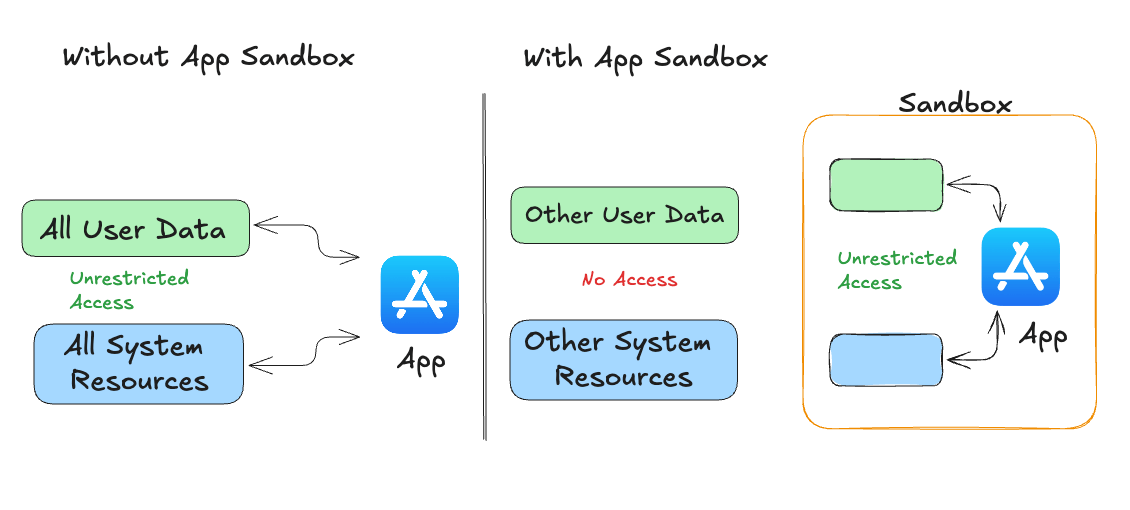 Without App Sandbox
All User Data
Unrestricted
Access
All System
Resources
App
With App Sandbox
Other User Data
No Access
Other System
Resources
Sandbox
Unrestricted
Access
App